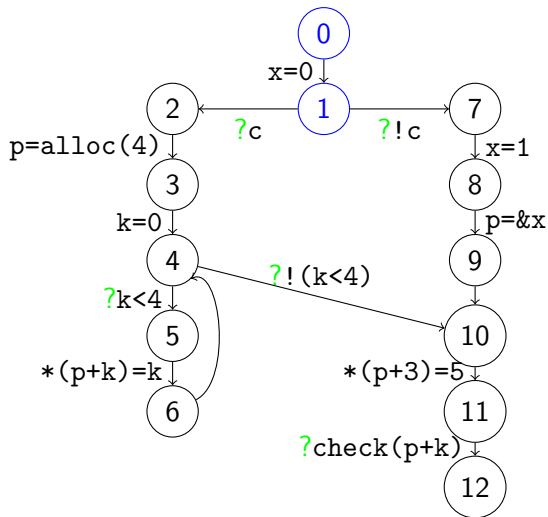 0
x=0
2 1 7
?c ?!c
p=alloc(4) x=1
3 8
k=0 p=&x
4 9
?!(k<4)
?k<4
5 10
*(p+k)=k *(p+3)=5
6 11
?check(p+k)
12